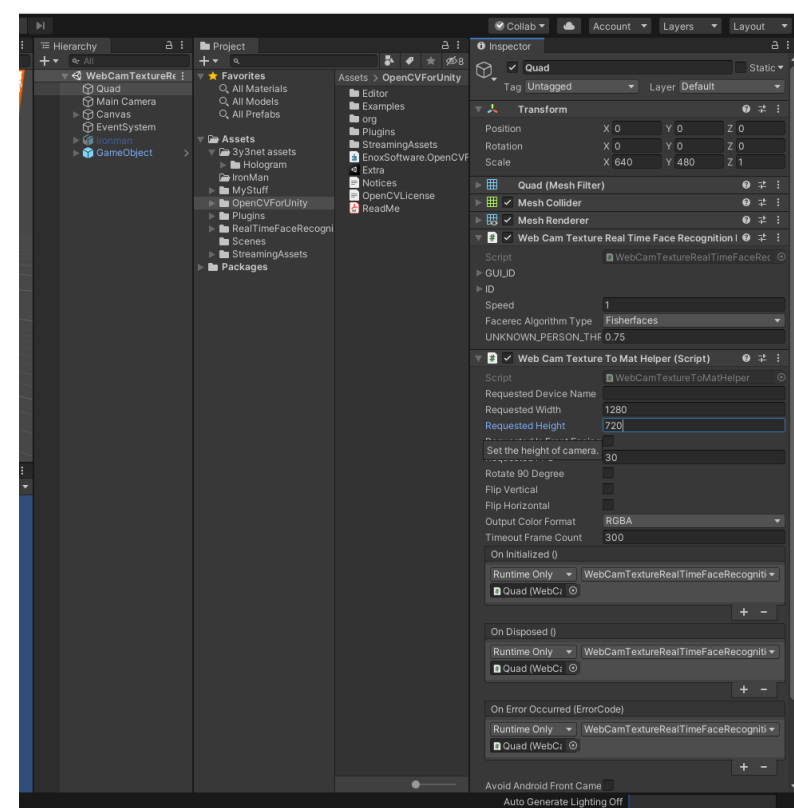 Collab
Account
Layers
Layout
Hierarchy
All
WebCamTextureRe
Quad
Main Camera
Canvas
EventSystem
Ironman
GameObject
Project
8
Favorites
All Materials
All Models
All Prefabs
Assets
3y3net assets
Hologram
IronMan
MyStuff
OpenCVForUnity
Plugins
RealTimeFaceRecogni
Scenes
StreamingAssets
Packages
Assets > OpenCVForUnity
Editor
Examples
org
Plugins
StreamingAssets
EnoxSoftware.OpenCVF
Extra
Notices
OpenCVLicense
ReadMe
Inspector
Quad
Static
Tag Untagged Layer Default
Transform
Position X 0 Y 0 Z 0
Rotation X 0 Y 0 Z 0
Scale X 640 Y 480 Z 1
Quad (Mesh Filter)
Mesh Collider
Mesh Renderer
Web Cam Texture Real Time Face Recognition
Script WebCamTextureRealTimeFaceRec
GUI_ID
ID
Speed 1
Facerec Algorithm Type Fisherfaces
UNKNOWN_PERSON_THR 0.75
Web Cam Texture To Mat Helper (Script)
Script WebCamTextureToMatHelper
Requested Device Name
Requested Width 1280
Requested Height 720
Set the height of camera.
30
Rotate 90 Degree
Flip Vertical
Flip Horizontal
Output Color Format RGBA
Timeout Frame Count 300
On Initialized ()
Runtime Only WebCamTextureRealTimeFaceRecogniti
Quad (WebCa
On Disposed ()
Runtime Only WebCamTextureRealTimeFaceRecogniti
Quad (WebCa
On Error Occurred (ErrorCode)
Runtime Only WebCamTextureRealTimeFaceRecogniti
Quad (WebCa
Avoid Android Front Came
Auto Generate Lighting Off